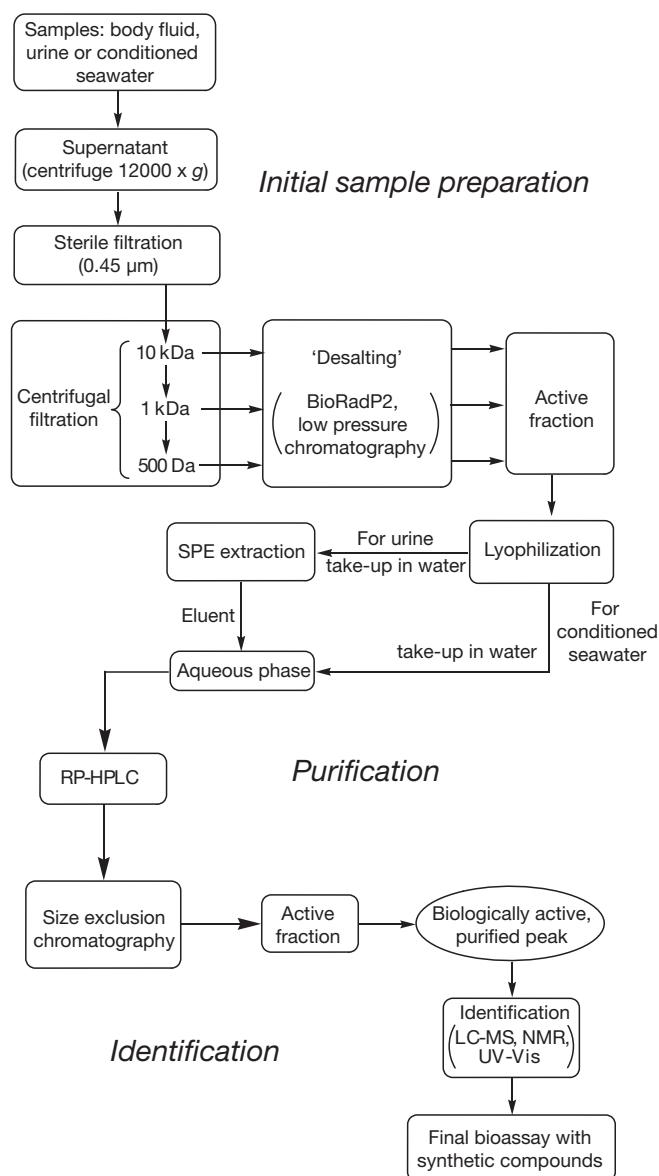 Samples: body fluid,
urine or conditioned
seawater
Supernatant
(centrifuge 12000 x g)
Initial sample preparation
Sterile filtration
(0.45 µm)
Centrifugal
filtration
10 kDa
1 kDa
500 Da
'Desalting'
BioRadP2,
low pressure
chromatography
Active
fraction
Lyophilization
For urine
take-up in water
SPE extraction
Eluent
For
conditioned
seawater
take-up in water
Aqueous phase
RP-HPLC
Purification
Size exclusion
chromatography
Active
fraction
Biologically active,
purified peak
Identification
(LC-MS, NMR,
UV-Vis)
Identification
Final bioassay with
synthetic compounds